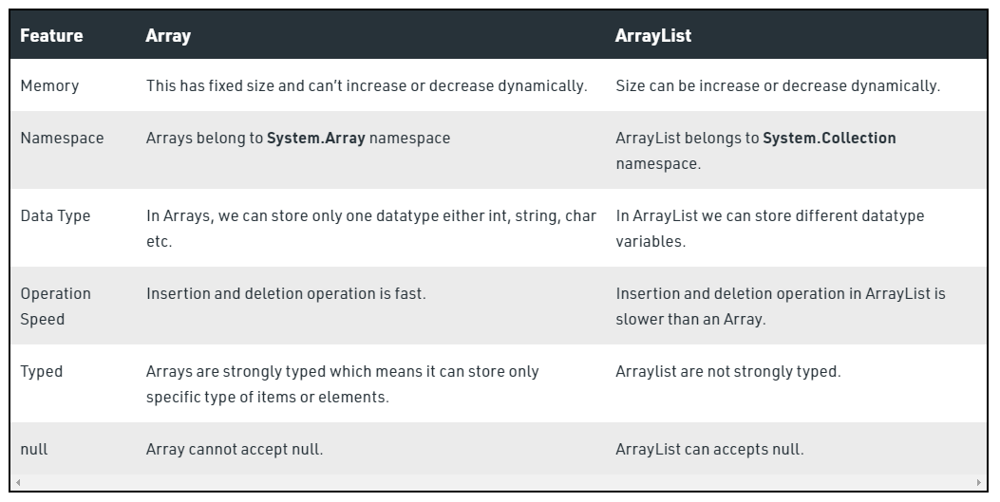 Feature Array ArrayList
Memory This has fixed size and can’t increase or decrease dynamically. Size can be increase or decrease dynamically.
Namespace Arrays belong to System.Array namespace ArrayList belongs to System.Collection
namespace.
Data Type In Arrays, we can store only one datatype either int, string, char In ArrayList we can store different datatype
etc. variables.
Operation Insertion and deletion operation is fast. Insertion and deletion operation in ArrayList is
Speed slower than an Array.
Typed Arrays are strongly typed which means it can store only Arraylist are not strongly typed.
specific type of items or elements.
null Array cannot accept null. ArrayList can accepts null.